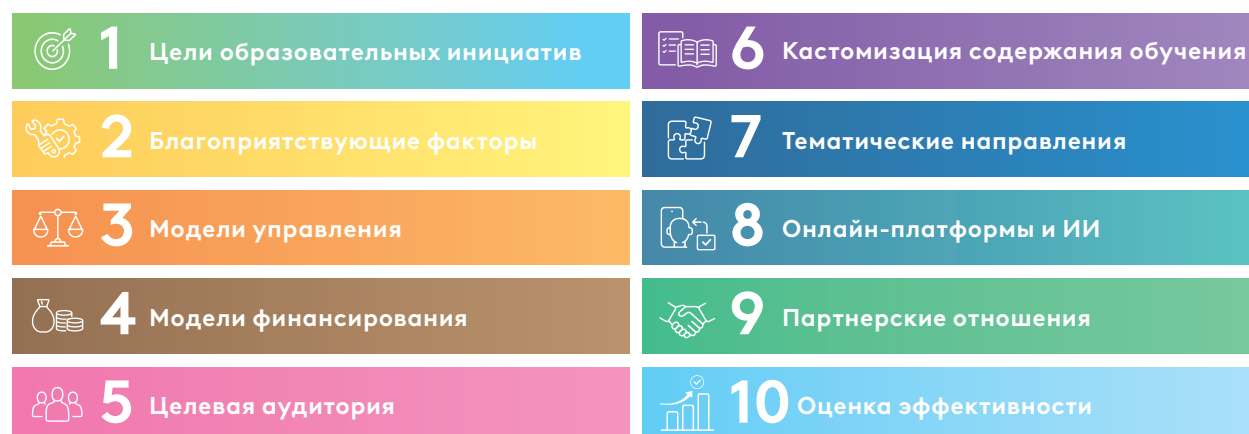 1 Цели образовательных инициатив
2 Благоприятствующие факторы
3 Модели управления
4 Модели финансирования
5 Целевая аудитория
6 Кастомизация содержания обучения
7 Тематические направления
8 Онлайн-платформы и ИИ
9 Партнерские отношения
10 Оценка эффективности